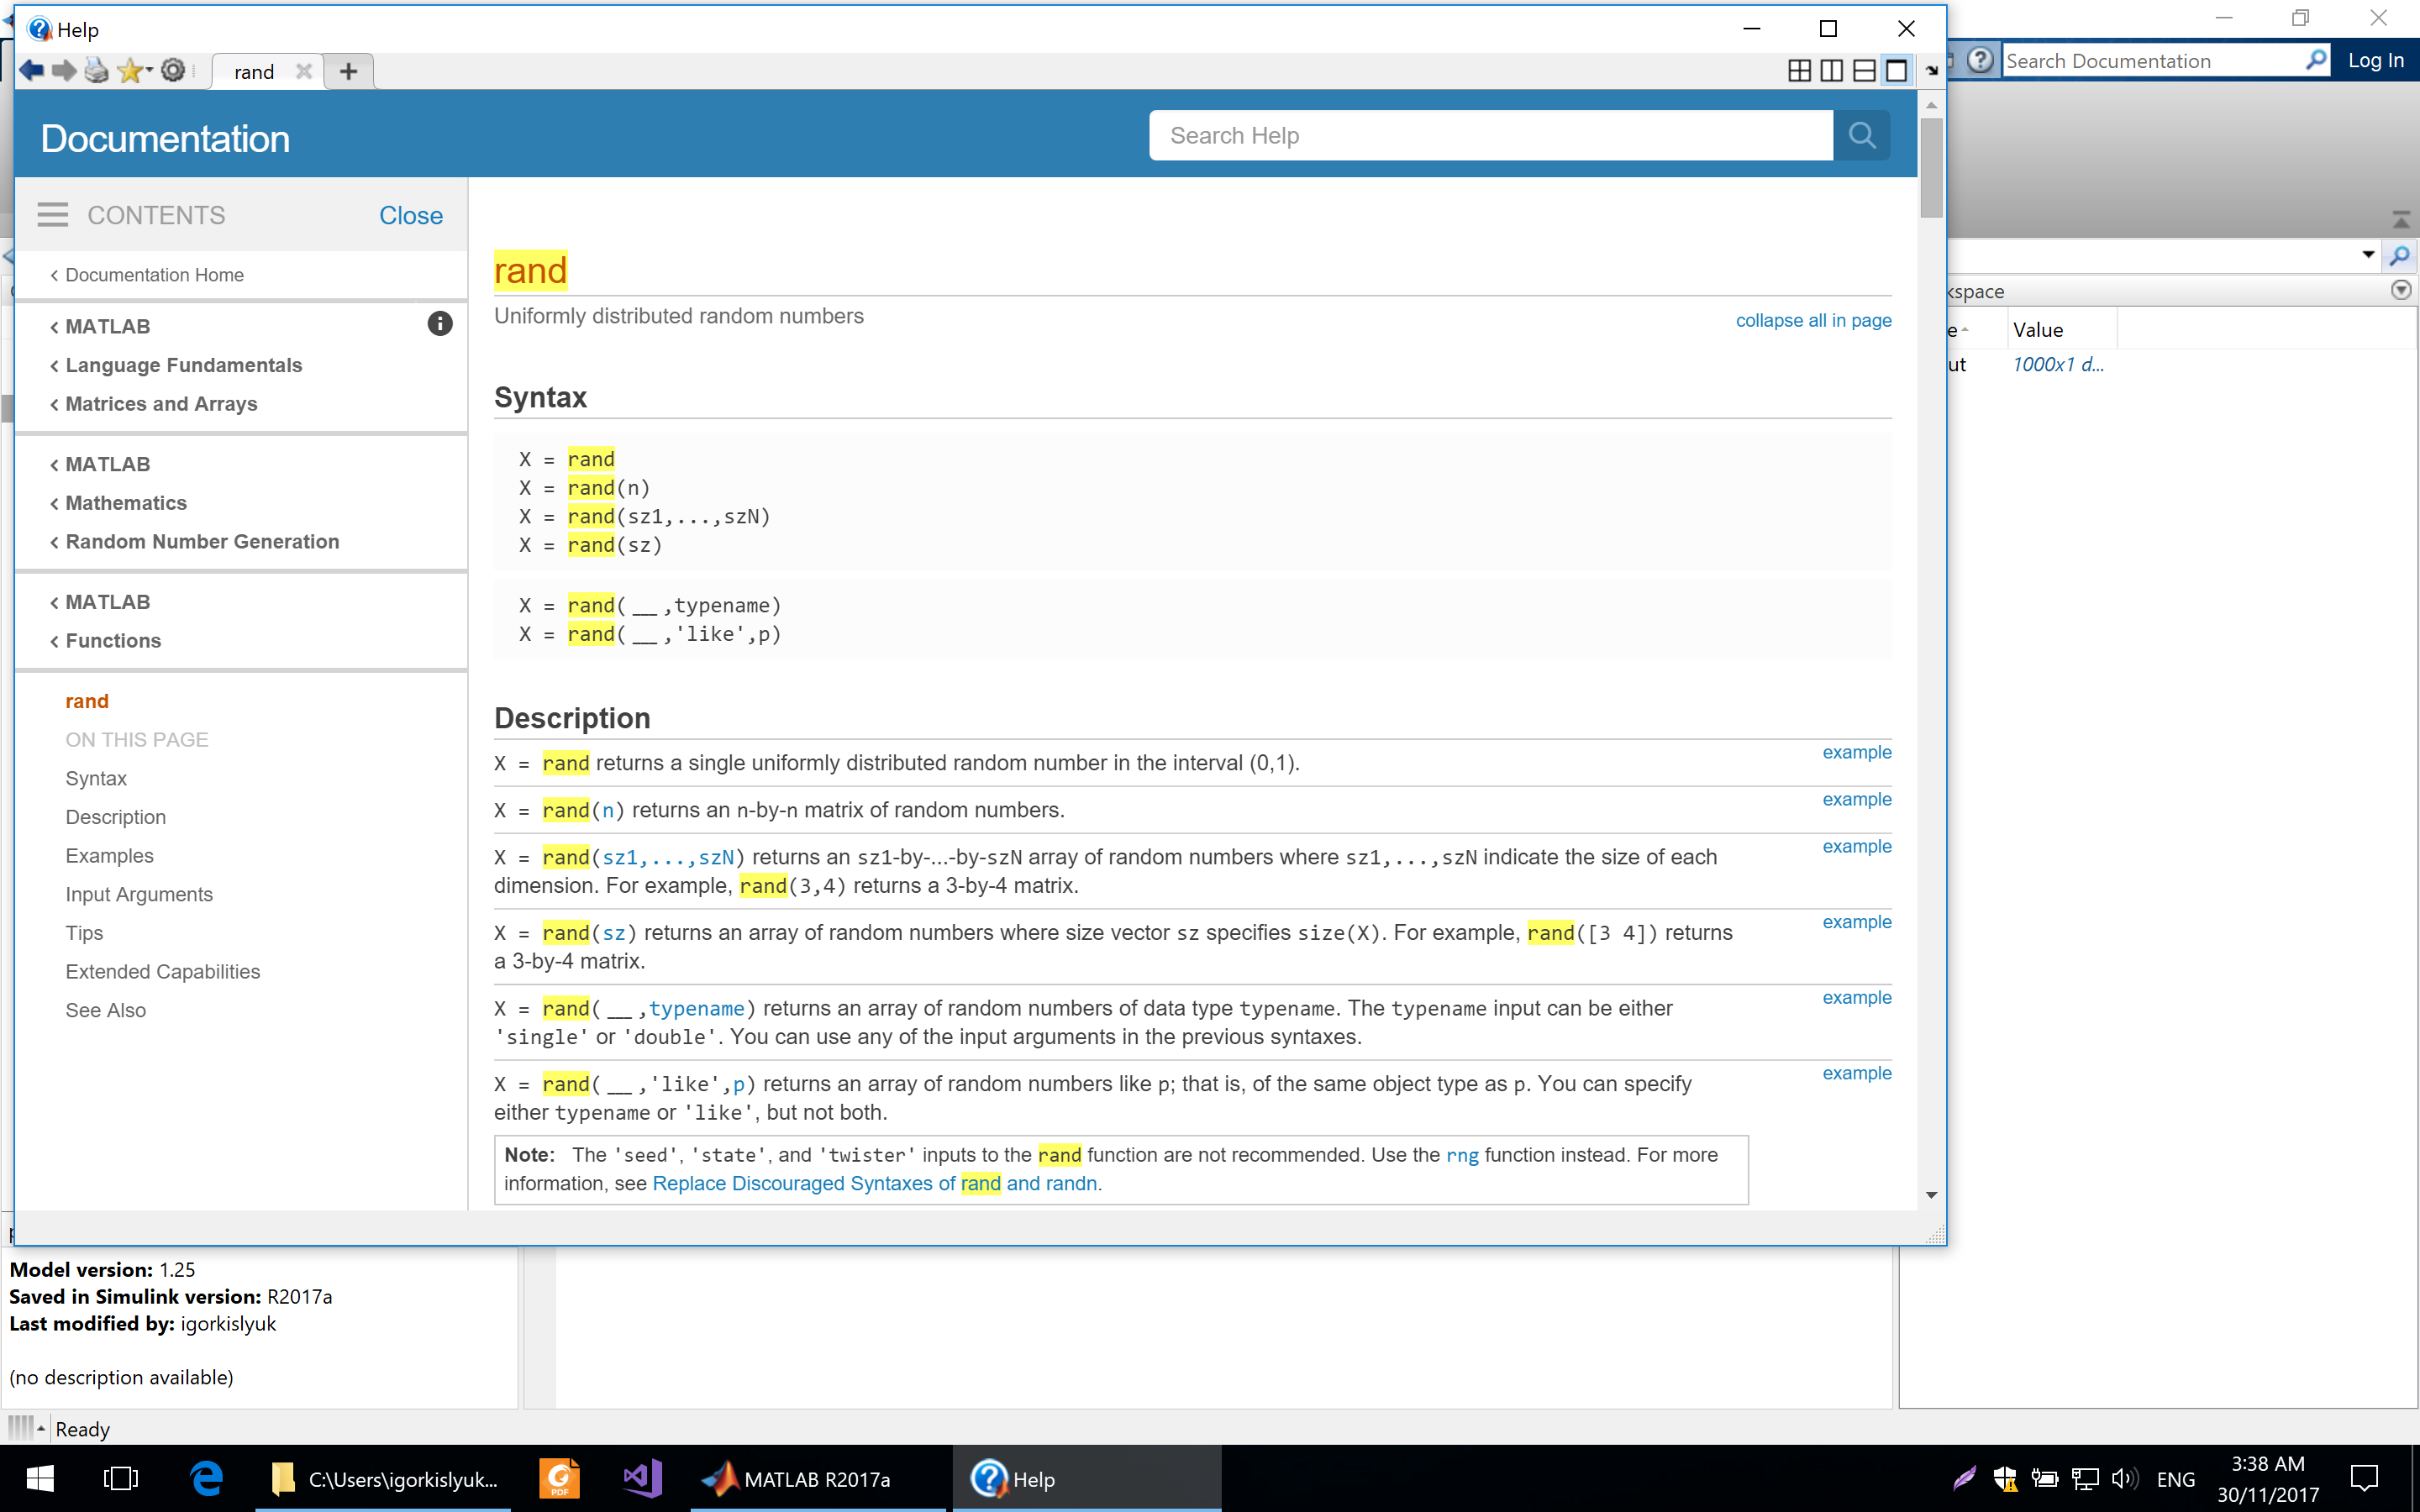 Help
rand
Search Documentation
Log In
Documentation
Search Help
CONTENTS
Close
‹ Documentation Home
‹ MATLAB
‹ Language Fundamentals
‹ Matrices and Arrays
‹ MATLAB
‹ Mathematics
‹ Random Number Generation
‹ MATLAB
‹ Functions
rand
ON THIS PAGE
Syntax
Description
Examples
Input Arguments
Tips
Extended Capabilities
See Also
rand
Uniformly distributed random numbers
collapse all in page
Syntax
X = rand
X = rand(n)
X = rand(sz1,...,szN)
X = rand(sz)
X = rand(___,typename)
X = rand(___,'like',p)
Description
X = rand returns a single uniformly distributed random number in the interval (0,1).
example
X = rand(n) returns an n-by-n matrix of random numbers.
example
X = rand(sz1,...,szN) returns an sz1-by-...-by-szN array of random numbers where sz1,...,szN indicate the size of each
example
dimension. For example, rand(3,4) returns a 3-by-4 matrix.
X = rand(sz) returns an array of random numbers where size vector sz specifies size(X). For example, rand([3 4]) returns
example
a 3-by-4 matrix.
X = rand(___,typename) returns an array of random numbers of data type typename. The typename input can be either
example
'single' or 'double'. You can use any of the input arguments in the previous syntaxes.
X = rand(___,'like',p) returns an array of random numbers like p; that is, of the same object type as p. You can specify
example
either typename or 'like', but not both.
Note: The 'seed', 'state', and 'twister' inputs to the rand function are not recommended. Use the rng function instead. For more
information, see Replace Discouraged Syntaxes of rand and randn.
kspace
e Value
ut 1000x1 d...
Model version: 1.25
Saved in Simulink version: R2017a
Last modified by: igorkislyuk
(no description available)
Ready
C:\Users\igorkislyuk...
PDF
MATLAB R2017a
Help
ENG
3:38 AM
30/11/2017